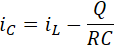 i_C = i_L − Q/RC